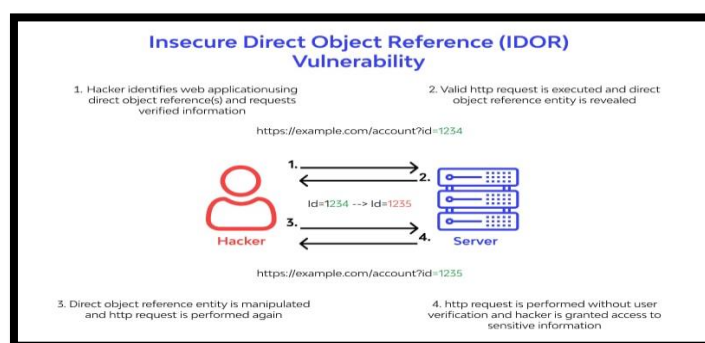 Insecure Direct Object Reference (IDOR)
Vulnerability
1. Hacker identifies web applicationusing
direct object reference(s) and requests
verified information
2. Valid http request is executed and direct
object reference entity is revealed
https://example.com/account?id=1234
1.
2.
Id=1234 --> Id=1235
3.
4.
Hacker
Server
https://example.com/account?id=1235
3. Direct object reference entity is manipulated
and http request is performed again
4. http request is performed without user
verification and hacker is granted access to
sensitive information